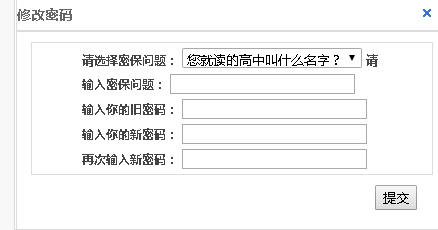 修改密码 ×
请选择密保问题： 您就读的高中叫什么名字？ 请
输入密保问题：
输入你的旧密码：
输入你的新密码：
再次输入新密码：
提交